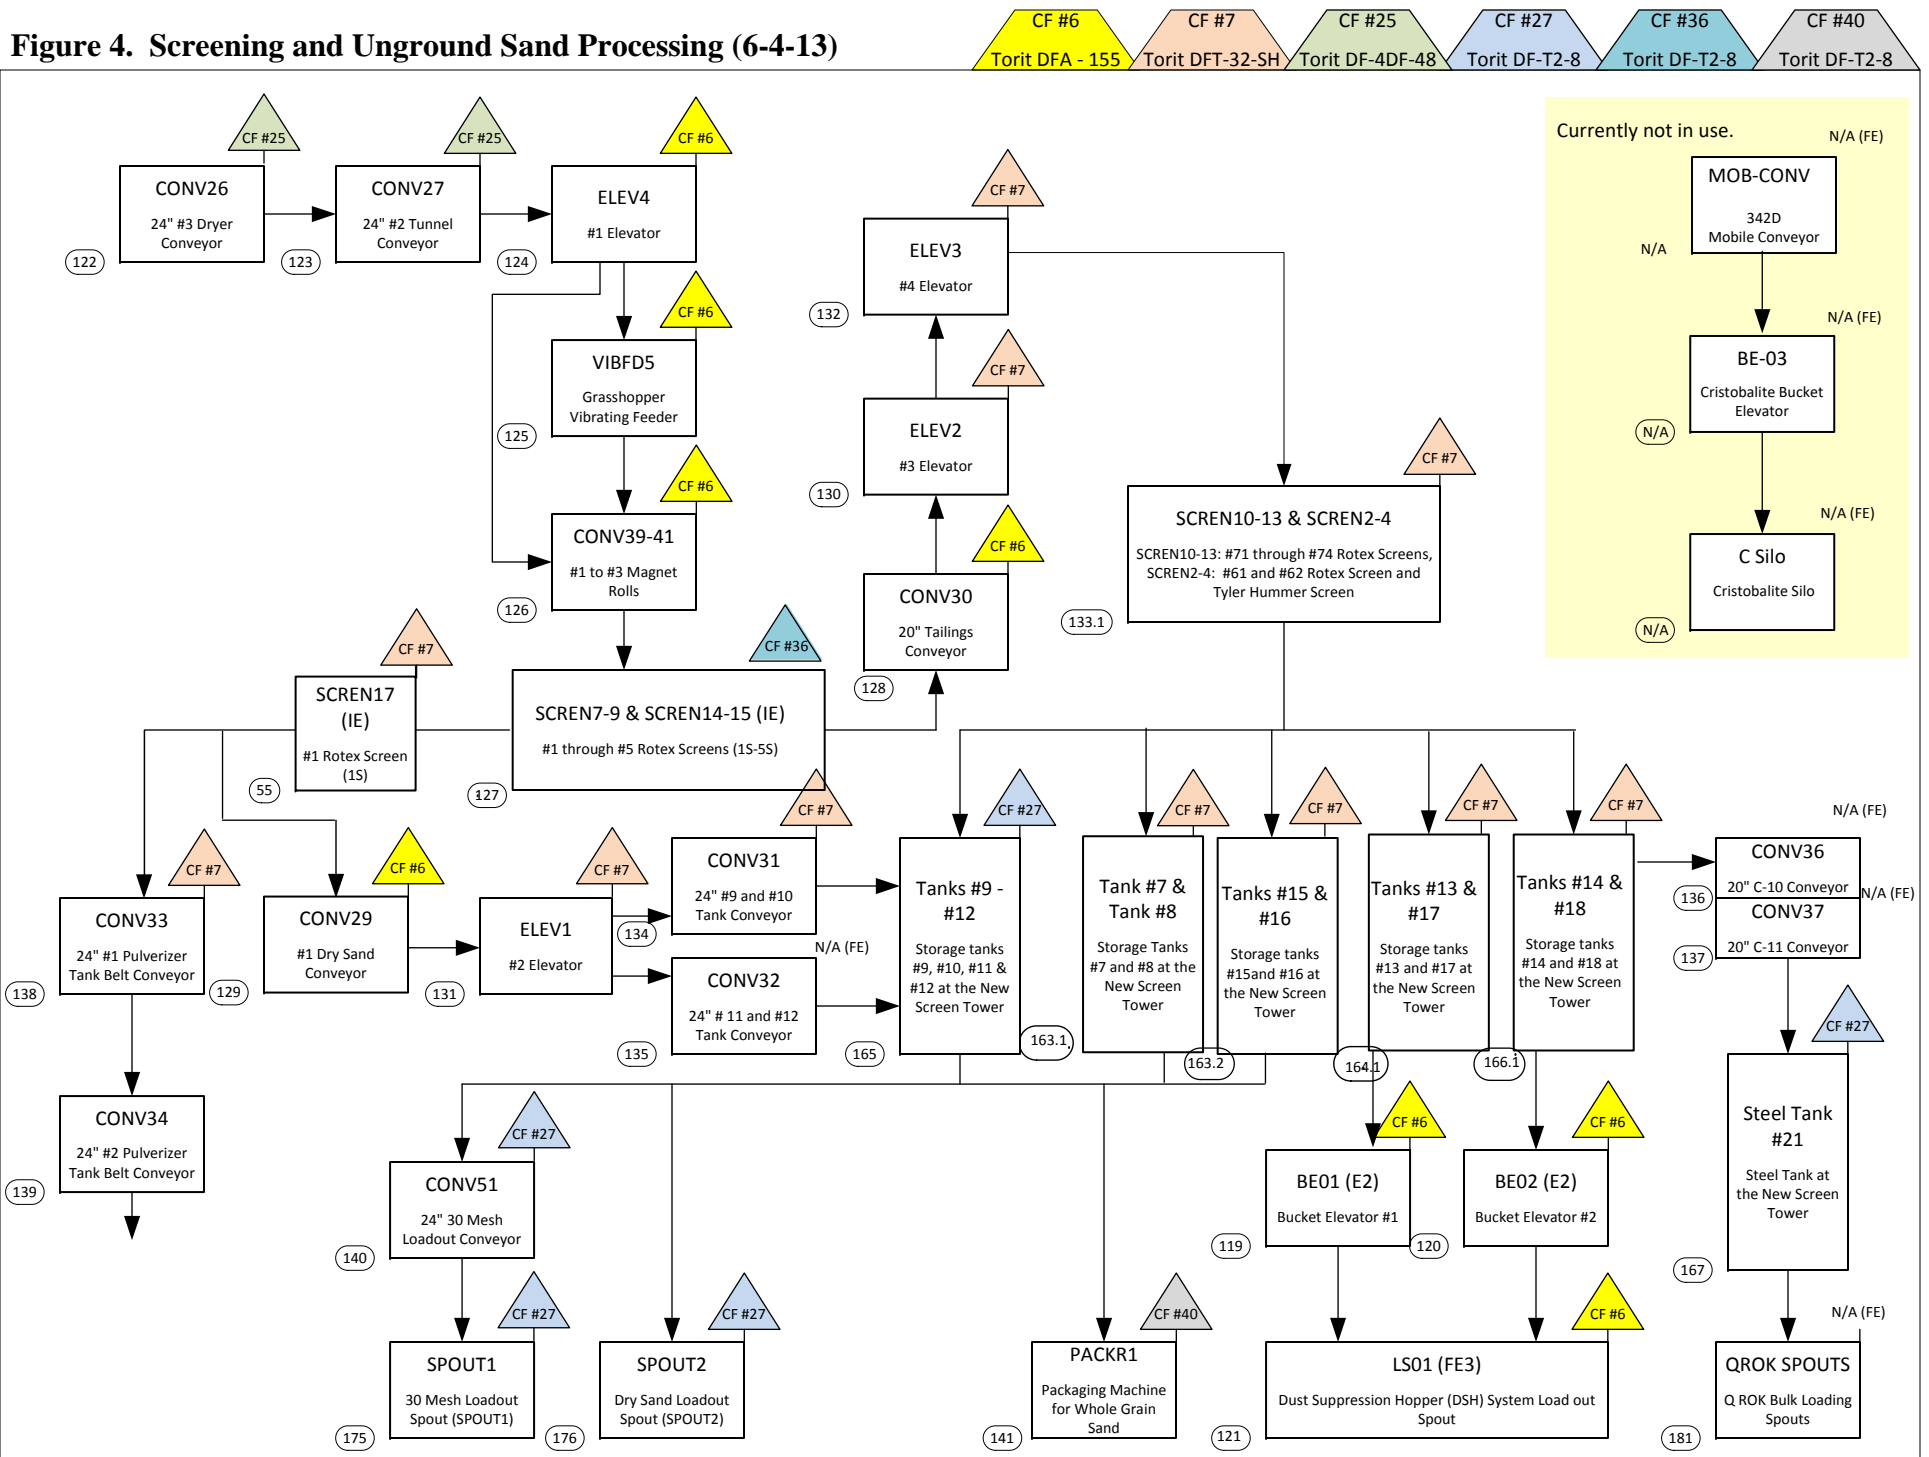 Figure 4.  Screening and Unground Sand Processing (6-4-13)
CF #6
Torit DFA - 155
CF #7
Torit DFT-32-SH
CF #25
Torit DF-4DF-48
CF #27
Torit DF-T2-8
CF #36
Torit DF-T2-8
CF #40
Torit DF-T2-8
CF #25
CONV26
24" #3 Dryer
Conveyor
122
CF #25
CONV27
24" #2 Tunnel
Conveyor
123
CF #6
ELEV4
#1 Elevator
124
CF #6
VIBFD5
Grasshopper
Vibrating Feeder
125
CF #6
CONV39-41
#1 to #3 Magnet
Rolls
126
CF #7
ELEV3
#4 Elevator
132
CF #7
ELEV2
#3 Elevator
130
CF #6
CONV30
20" Tailings
Conveyor
128
CF #7
SCREN10-13 & SCREN2-4
SCREN10-13: #71 through #74 Rotex Screens,
SCREN2-4:  #61 and #62 Rotex Screen and
Tyler Hummer Screen
133.1
Currently not in use.
N/A (FE)
MOB-CONV
342D
Mobile Conveyor
N/A
N/A (FE)
BE-03
Cristobalite Bucket
Elevator
N/A
N/A (FE)
C Silo
Cristobalite Silo
N/A
CF #7
SCREN17
(IE)
#1 Rotex Screen
(1S)
55
CF #36
SCREN7-9 & SCREN14-15 (IE)
#1 through #5 Rotex Screens (1S-5S)
127
CF #7
CONV33
24" #1 Pulverizer
Tank Belt Conveyor
138
CF #6
CONV29
#1 Dry Sand
Conveyor
129
CF #7
ELEV1
#2 Elevator
131
CF #7
CONV31
24" #9 and #10
Tank Conveyor
134
N/A (FE)
CONV32
24" # 11 and #12
Tank Conveyor
135
CF #27
Tanks #9 -
#12
Storage tanks
#9, #10, #11 &
#12 at the New
Screen Tower
165
CF #7
Tank #7 &
Tank #8
Storage Tanks
#7 and #8 at the
New Screen
Tower
163.1.
CF #7
Tanks #15 &
#16
Storage tanks
#15and #16 at
the New Screen
Tower
163.2
CF #7
Tanks #13 &
#17
Storage tanks
#13 and #17 at
the New Screen
Tower
164.1
CF #7
Tanks #14 &
#18
Storage tanks
#14 and #18 at
the New Screen
Tower
166.1
N/A (FE)
CONV36
20" C-10 Conveyor
136
N/A (FE)
CONV37
20" C-11 Conveyor
137
CF #27
Steel Tank
#21
Steel Tank at
the New Screen
Tower
167
CONV34
24" #2 Pulverizer
Tank Belt Conveyor
139
CF #27
CONV51
24" 30 Mesh
Loadout Conveyor
140
CF #6
BE01 (E2)
Bucket Elevator #1
119
CF #6
BE02 (E2)
Bucket Elevator #2
120
CF #27
SPOUT1
30 Mesh Loadout
Spout (SPOUT1)
175
CF #27
SPOUT2
Dry Sand Loadout
Spout (SPOUT2)
176
CF #40
PACKR1
Packaging Machine
for Whole Grain
Sand
141
CF #6
LS01 (FE3)
Dust Suppression Hopper (DSH) System Load out
Spout
121
N/A (FE)
QROK SPOUTS
Q ROK Bulk Loading
Spouts
181